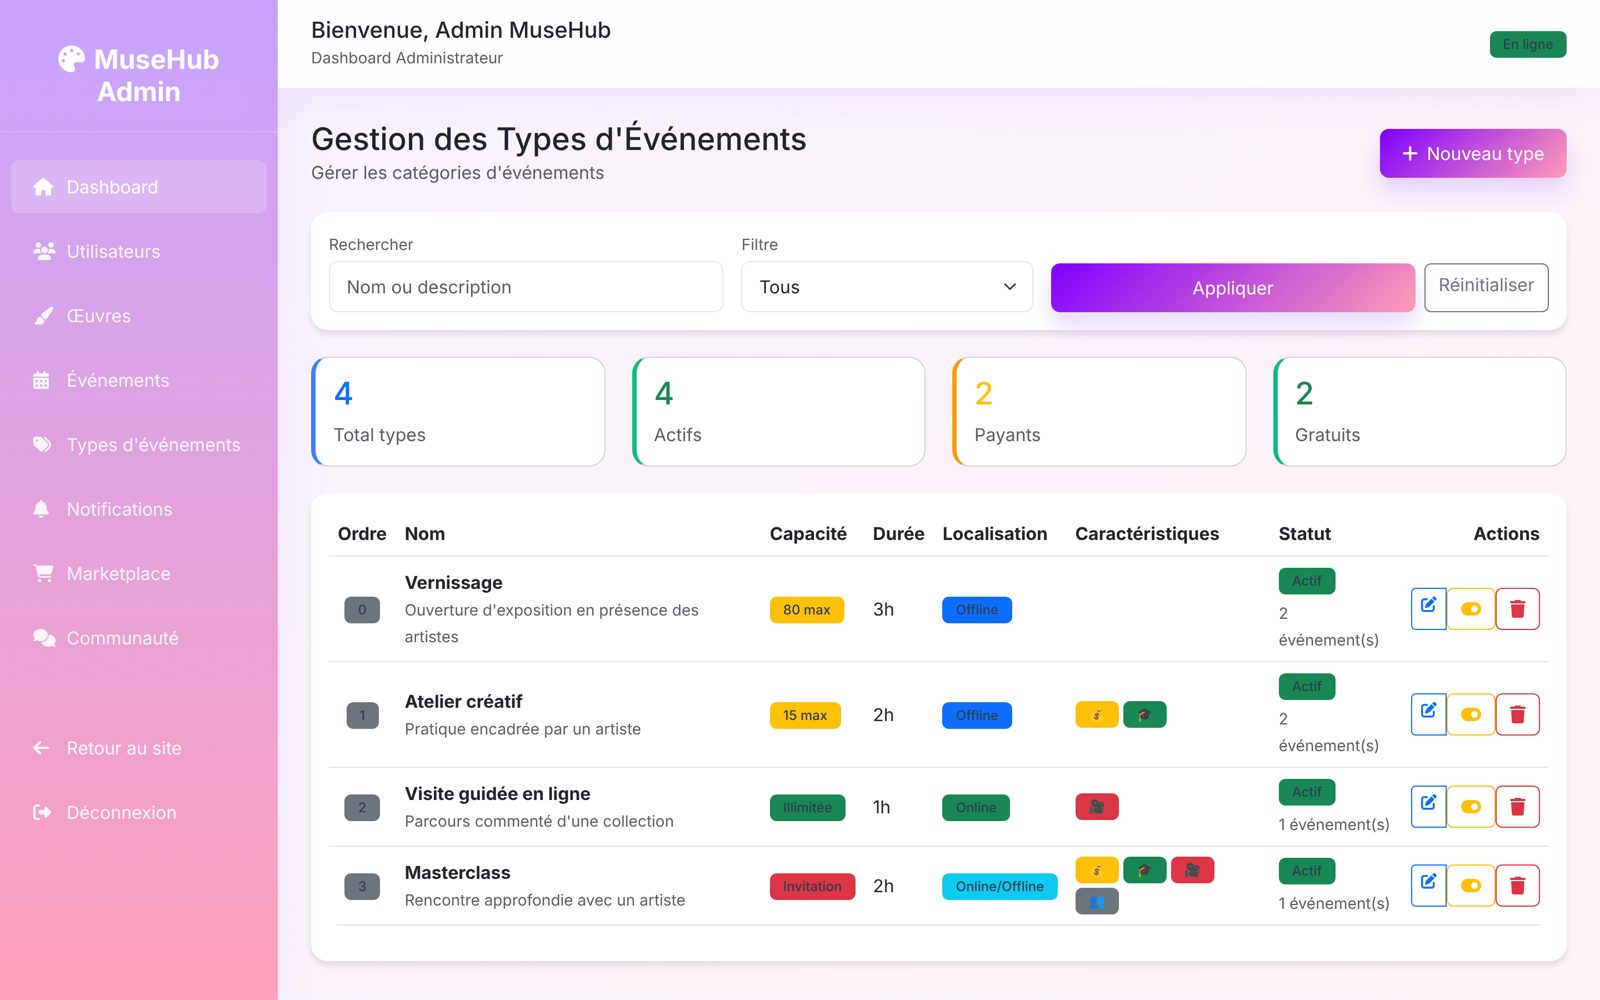 MuseHub
Admin
Dashboard
Utilisateurs
Œuvres
Événements
Types d'événements
Notifications
Marketplace
Communauté
Retour au site
Déconnexion
Bienvenue, Admin MuseHub
Dashboard Administrateur
En ligne
Gestion des Types d'Événements
Gérer les catégories d'événements
Nouveau type
Rechercher
Filtre
Nom ou description
Tous
Appliquer
Réinitialiser
4
Total types
4
Actifs
2
Payants
2
Gratuits
Ordre Nom Capacité Durée Localisation Caractéristiques Statut Actions
0
Vernissage
Ouverture d'exposition en présence des
artistes
80 max
3h
Offline
Actif
2
événement(s)
1
Atelier créatif
Pratique encadrée par un artiste
15 max
2h
Offline
Actif
2
événement(s)
2
Visite guidée en ligne
Parcours commenté d'une collection
Illimitée
1h
Online
Actif
1 événement(s)
3
Masterclass
Rencontre approfondie avec un artiste
Invitation
2h
Online/Offline
Actif
1 événement(s)